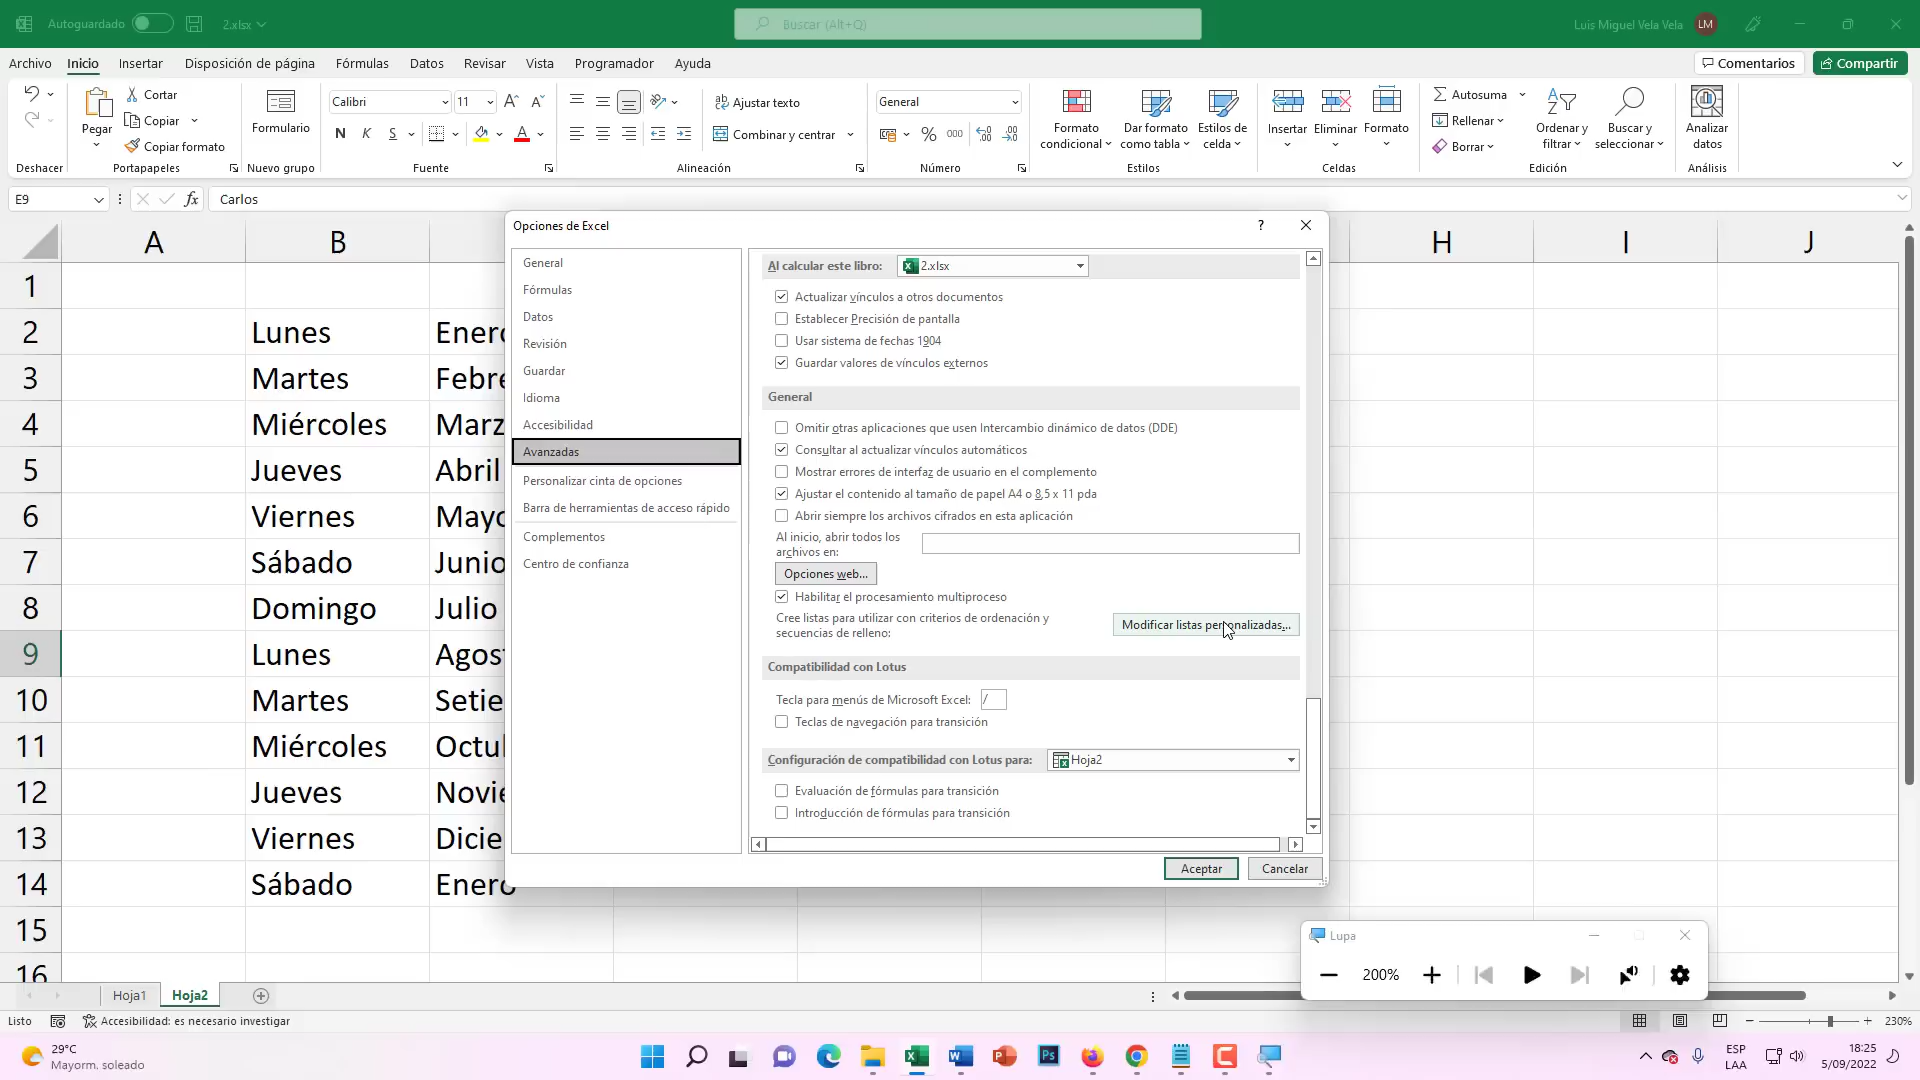 Autoguardado
2.xlsx
Buscar (Alt+Q)
Luis Miguel Vela Vela
LM
Archivo
Inicio
Insertar
Disposición de página
Fórmulas
Datos
Revisar
Vista
Programador
Ayuda
Comentarios
Compartir
Deshacer
Pegar
Cortar
Copiar
Copiar formato
Portapapeles
Formulario
Nuevo grupo
Calibri
11
N K S
Fuente
Ajustar texto
Combinar y centrar
Alineación
General
% 000
Número
Formato
condicional
Dar formato
como tabla
Estilos de
celda
Estilos
Insertar
Eliminar
Formato
Celdas
Autosuma
Rellenar
Borrar
Ordenar y
filtrar
Buscar y
seleccionar
Edición
Analizar
datos
Análisis
E9
fx
Carlos
A B H I J
1
2 Lunes Enero
3 Martes Febre
4 Miércoles Marz
5 Jueves Abril
6 Viernes Mayo
7 Sábado Junio
8 Domingo Julio
9 Lunes Agost
10 Martes Setie
11 Miércoles Octu
12 Jueves Novie
13 Viernes Dicie
14 Sábado Enero
15
16
Opciones de Excel
?
General
Fórmulas
Datos
Revisión
Guardar
Idioma
Accesibilidad
Avanzadas
Personalizar cinta de opciones
Barra de herramientas de acceso rápido
Complementos
Centro de confianza
Al calcular este libro: 2.xlsx
Actualizar vínculos a otros documentos
Establecer Precisión de pantalla
Usar sistema de fechas 1904
Guardar valores de vínculos externos
General
Omitir otras aplicaciones que usen Intercambio dinámico de datos (DDE)
Consultar al actualizar vínculos automáticos
Mostrar errores de interfaz de usuario en el complemento
Ajustar el contenido al tamaño de papel A4 o 8,5 x 11 pda
Abrir siempre los archivos cifrados en esta aplicación
Al inicio, abrir todos los
archivos en:
Opciones web...
Habilitar el procesamiento multiproceso
Cree listas para utilizar con criterios de ordenación y
secuencias de relleno:
Modificar listas personalizadas...
Compatibilidad con Lotus
Tecla para menús de Microsoft Excel: /
Teclas de navegación para transición
Configuración de compatibilidad con Lotus para: Hoja2
Evaluación de fórmulas para transición
Introducción de fórmulas para transición
Aceptar
Cancelar
Lupa
200%
Hoja1
Hoja2
Listo
Accesibilidad: es necesario investigar
230%
29°C
Mayorm. soleado
ESP
LAA
18:25
5/09/2022